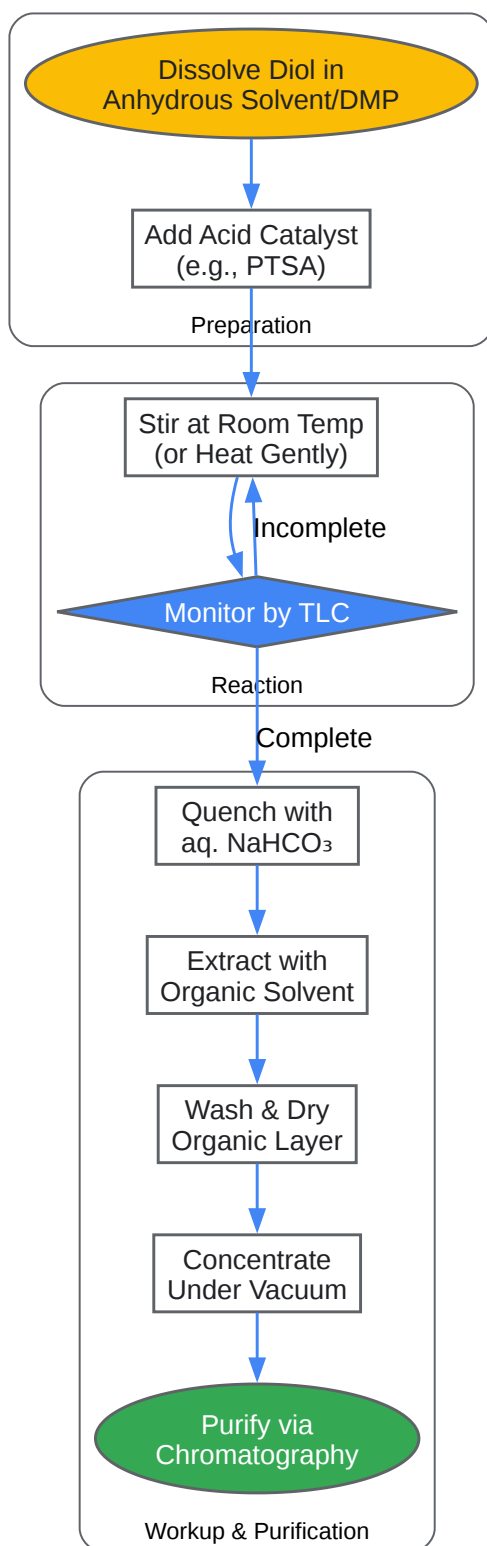 Dissolve Diol in
Anhydrous Solvent/DMP
Add Acid Catalyst
(e.g., PTSA)
Preparation
Stir at Room Temp
(or Heat Gently)
Incomplete
Monitor by TLC
Reaction
Complete
Quench with
aq. NaHCO₃
Extract with
Organic Solvent
Wash & Dry
Organic Layer
Concentrate
Under Vacuum
Purify via
Chromatography
Workup & Purification